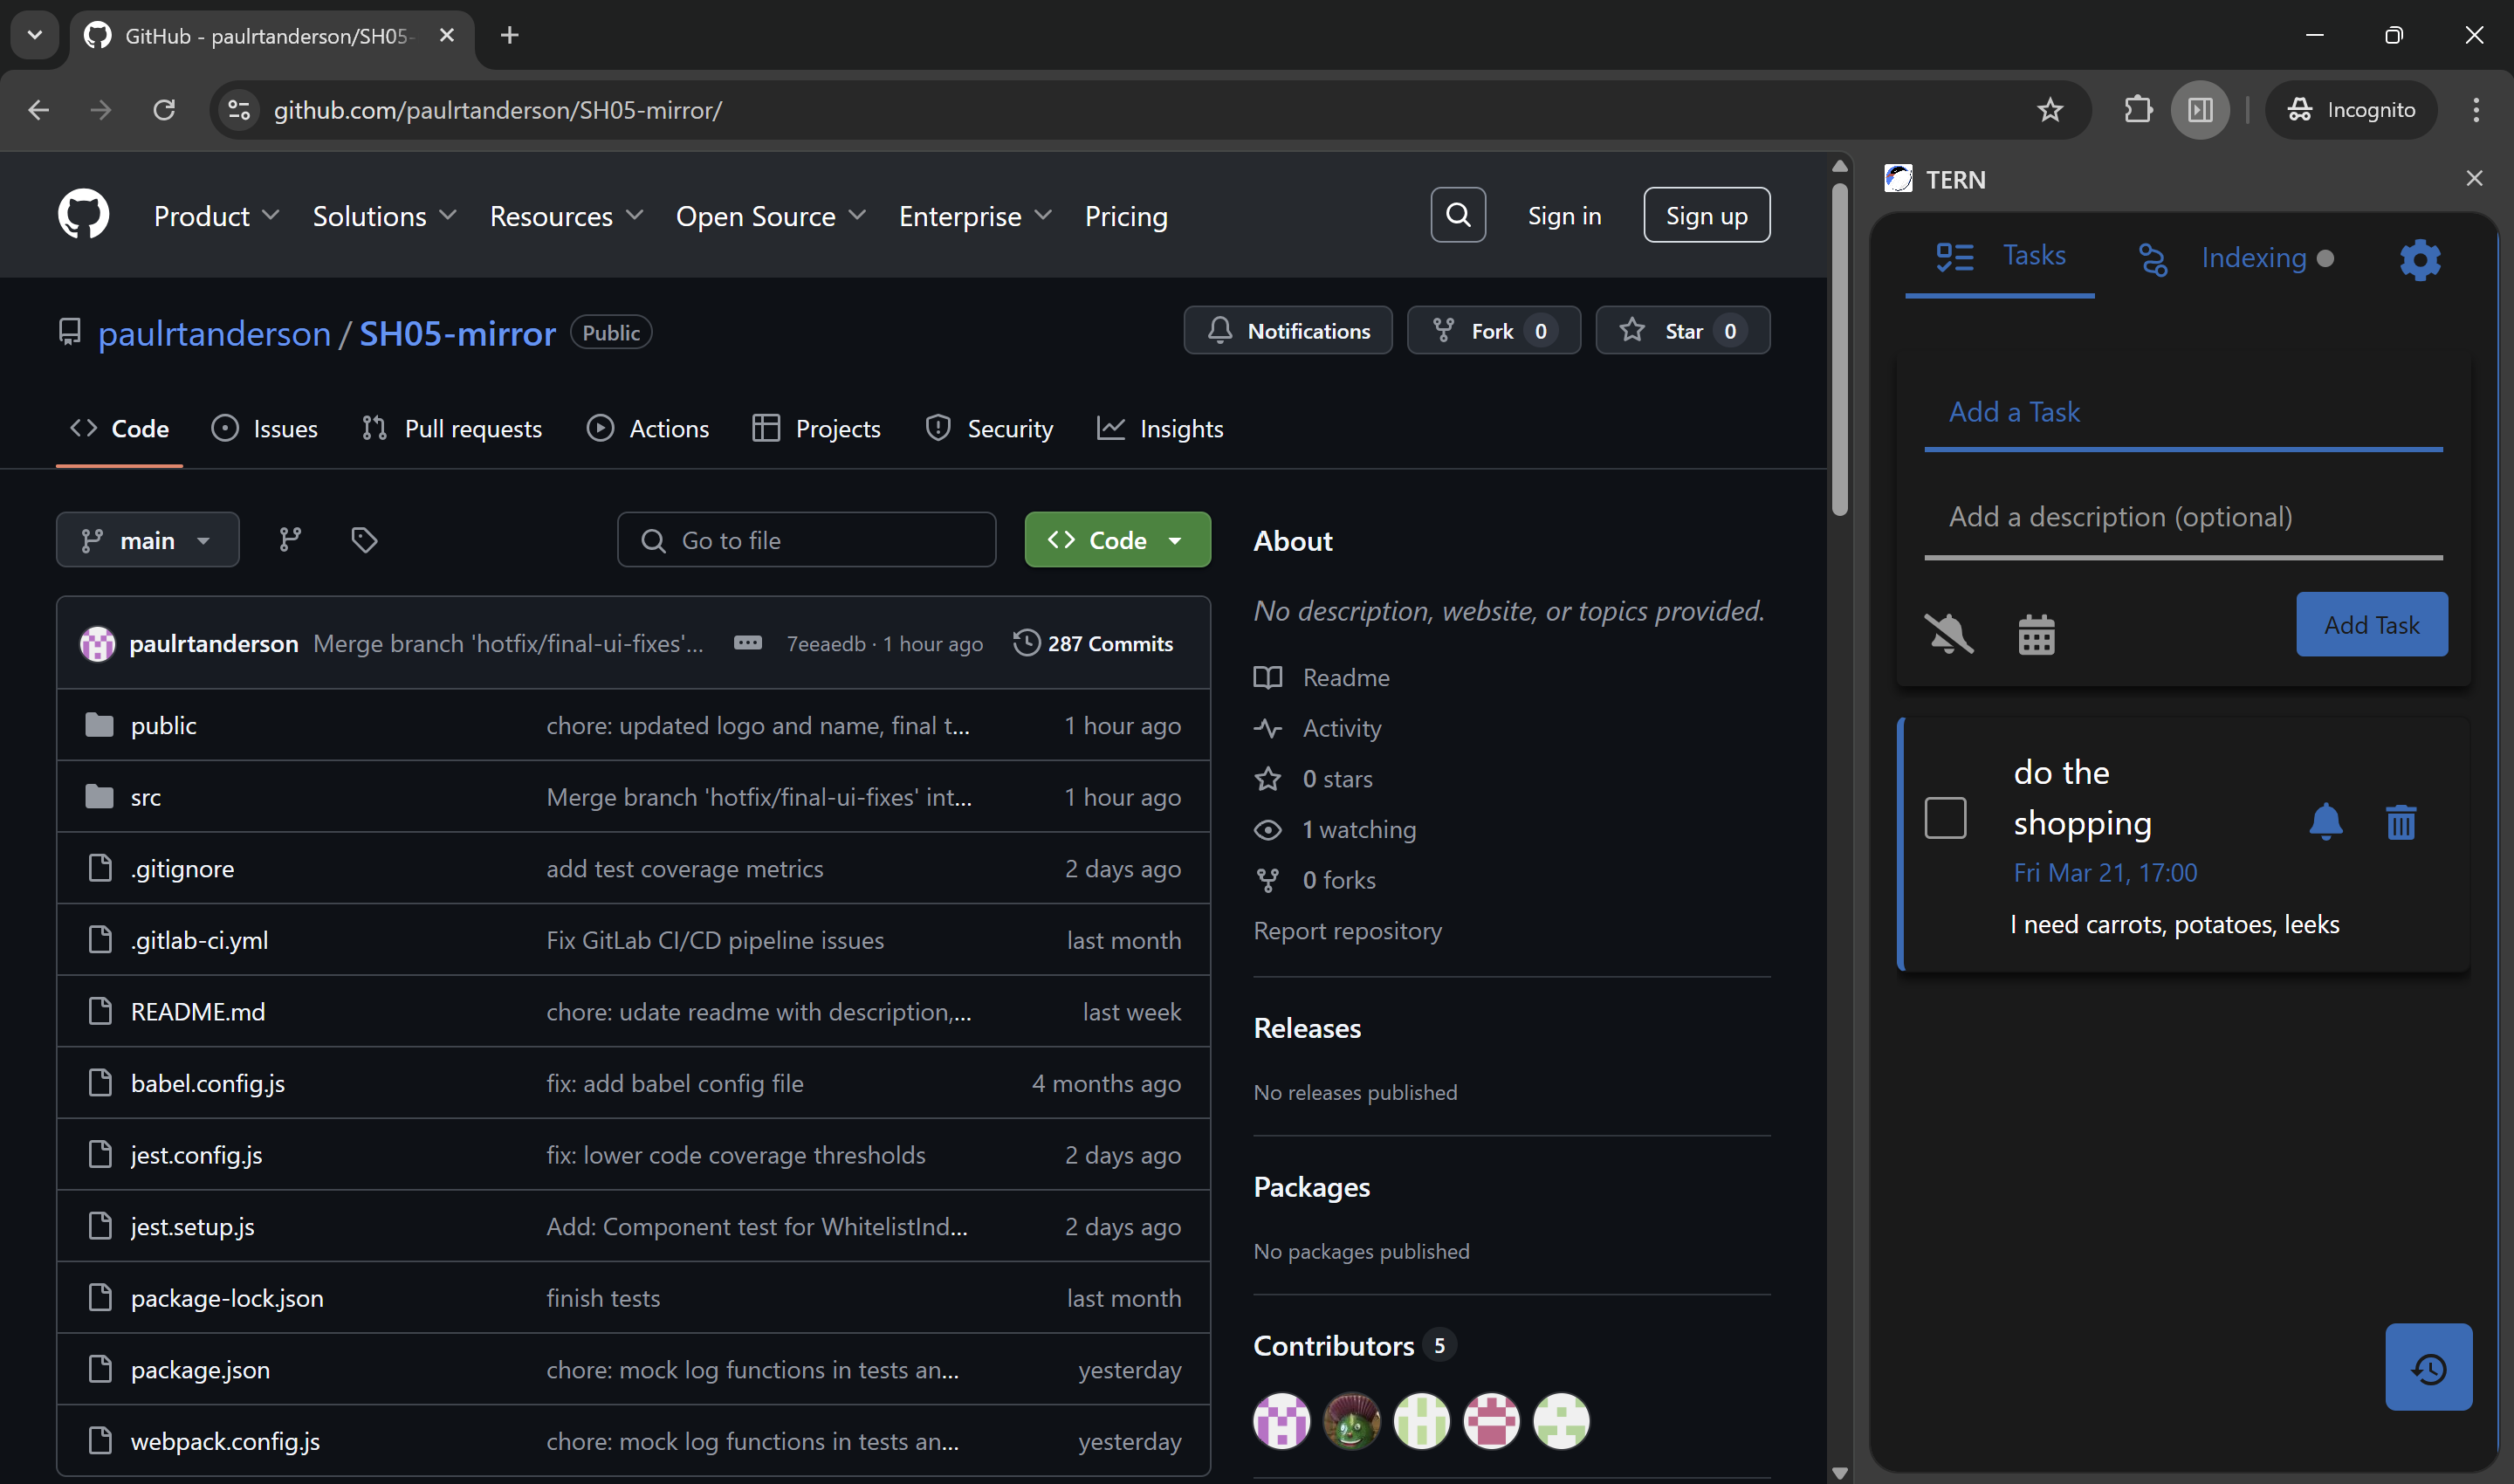 GitHub - paulrtanderson/SH05-
github.com/paulrtanderson/SH05-mirror/
Incognito
Product Solutions Resources Open Source Enterprise Pricing Sign in Sign up
paulrtanderson / SH05-mirror Public
Notifications Fork 0 Star 0
Code Issues Pull requests Actions Projects Security Insights
main Go to file Code
paulrtanderson Merge branch 'hotfix/final-ui-fixes'... 7eeaedb · 1 hour ago 287 Commits
public chore: updated logo and name, final t... 1 hour ago
src Merge branch 'hotfix/final-ui-fixes' int... 1 hour ago
.gitignore add test coverage metrics 2 days ago
.gitlab-ci.yml Fix GitLab CI/CD pipeline issues last month
README.md chore: udate readme with description,... last week
babel.config.js fix: add babel config file 4 months ago
jest.config.js fix: lower code coverage thresholds 2 days ago
jest.setup.js Add: Component test for WhitelistInd... 2 days ago
package-lock.json finish tests last month
package.json chore: mock log functions in tests an... yesterday
webpack.config.js chore: mock log functions in tests an... yesterday
About
No description, website, or topics provided.
Readme
Activity
0 stars
1 watching
0 forks
Report repository
Releases
No releases published
Packages
No packages published
Contributors 5
TERN
Tasks Indexing
Add a Task
Add a description (optional)
Add Task
do the
shopping
Fri Mar 21, 17:00
I need carrots, potatoes, leeks